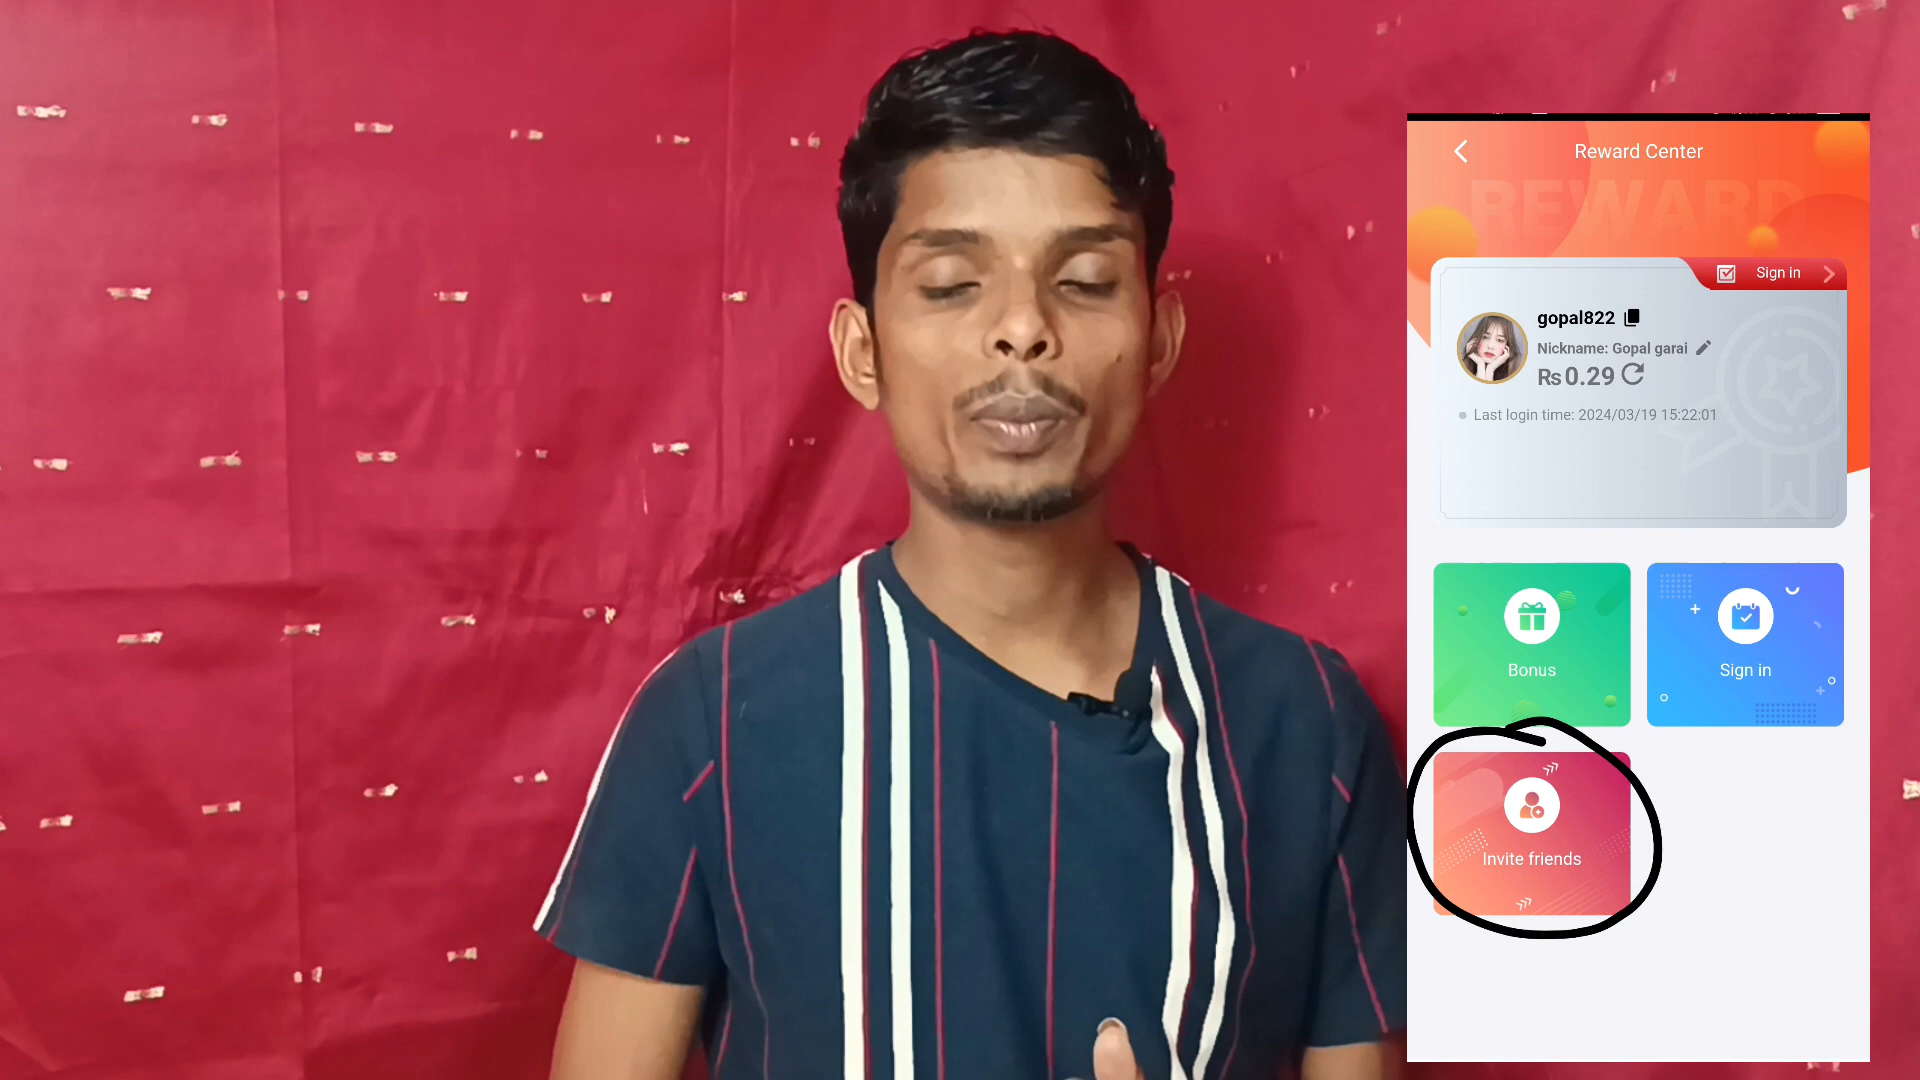 Reward Center
REWARD
Sign in
gopal822
Nickname: Gopal garai
Rs 0.29
Last login time: 2024/03/19 15:22:01
Bonus
Sign in
Invite friends